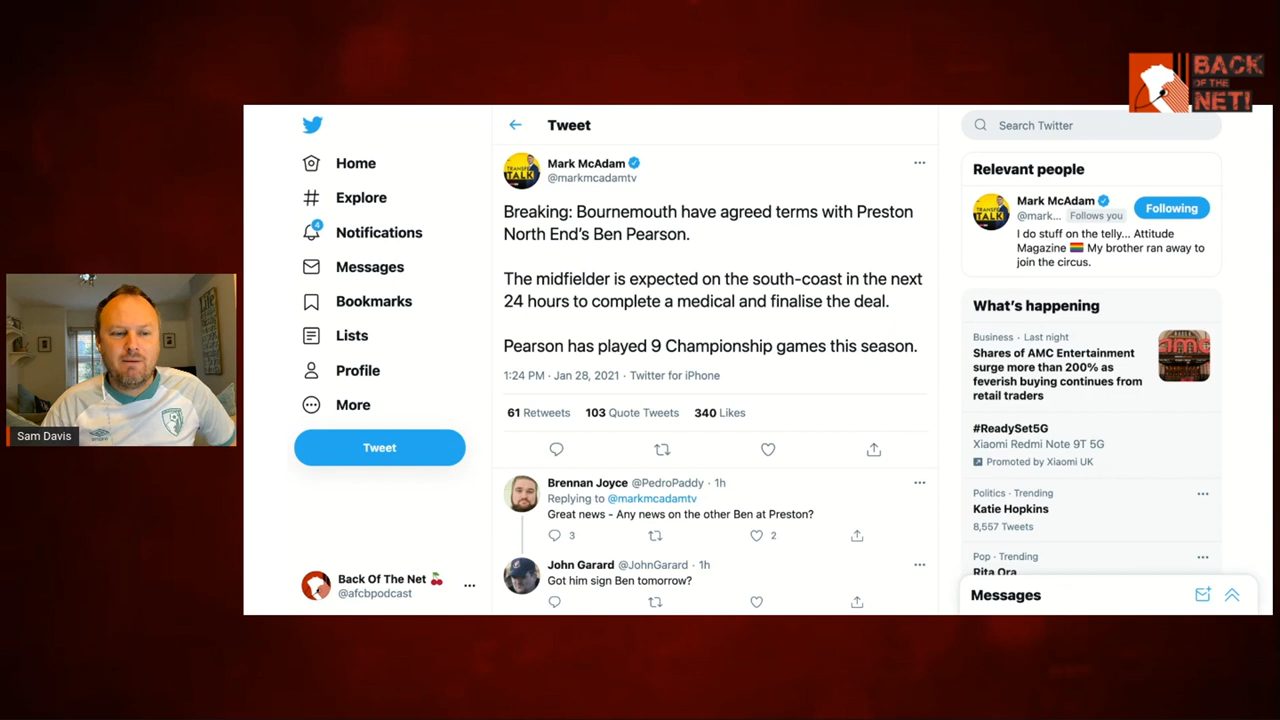 BACK
OF THE
NET!
Tweet
Search Twitter
Home
Explore
4
Notifications
Messages
Bookmarks
Lists
Profile
More
Tweet
Back Of The Net 🍒
@afcbpodcast
TRANSFER
TALK
Mark McAdam
@markmcadamtv
Breaking: Bournemouth have agreed terms with Preston
North End’s Ben Pearson.
The midfielder is expected on the south-coast in the next
24 hours to complete a medical and finalise the deal.
Pearson has played 9 Championship games this season.
1:24 PM · Jan 28, 2021 · Twitter for iPhone
61 Retweets 103 Quote Tweets 340 Likes
Brennan Joyce @PedroPaddy · 1h
Replying to @markmcadamtv
Great news - Any news on the other Ben at Preston?
3 2
John Garard @JohnGarard · 1h
Got him sign Ben tomorrow?
Relevant people
TRANSFER
TALK
Mark McAdam
@mark... Follows you
Following
I do stuff on the telly... Attitude
Magazine 🏳️‍🌈 My brother ran away to
join the circus.
What’s happening
Business · Last night
Shares of AMC Entertainment
surge more than 200% as
feverish buying continues from
retail traders
amc
#ReadySet5G
Xiaomi Redmi Note 9T 5G
Promoted by Xiaomi UK
Politics · Trending
Katie Hopkins
8,557 Tweets
Pop · Trending
Rita Ora
Messages
Sam Davis
umbro